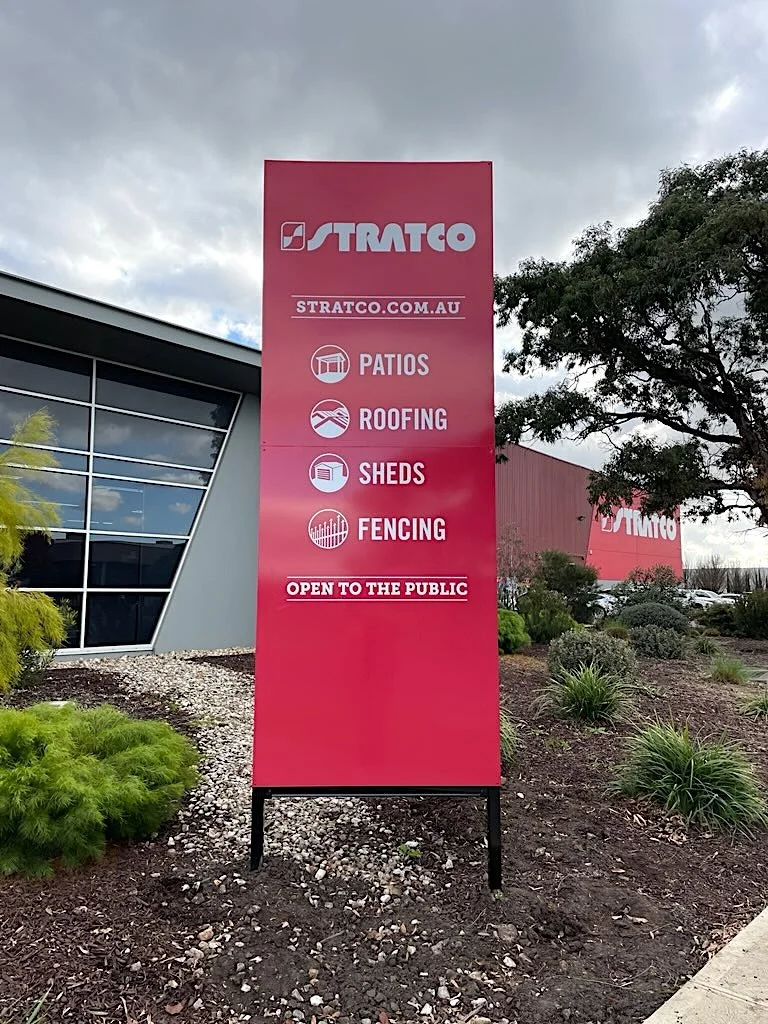 STRATCO
STRATCO.COM.AU
PATIOS
ROOFING
SHEDS
FENCING
OPEN TO THE PUBLIC
STRATCO